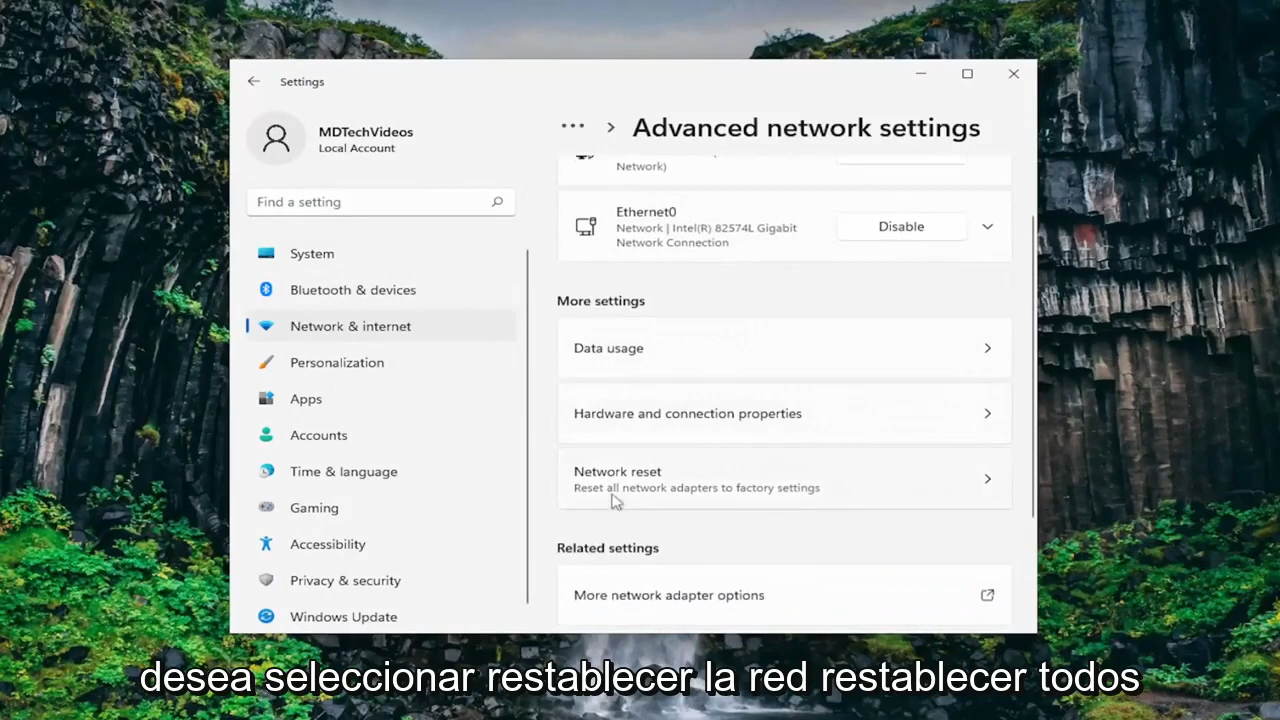 Settings
MDTechVideos
Local Account
Find a setting
System
Bluetooth & devices
Network & internet
Personalization
Apps
Accounts
Time & language
Gaming
Accessibility
Privacy & security
Windows Update
... > Advanced network settings
Network)
Ethernet0
Network | Intel(R) 82574L Gigabit
Network Connection
Disable
More settings
Data usage
Hardware and connection properties
Network reset
Reset all network adapters to factory settings
Related settings
More network adapter options
desea seleccionar restablecer la red restablecer todos